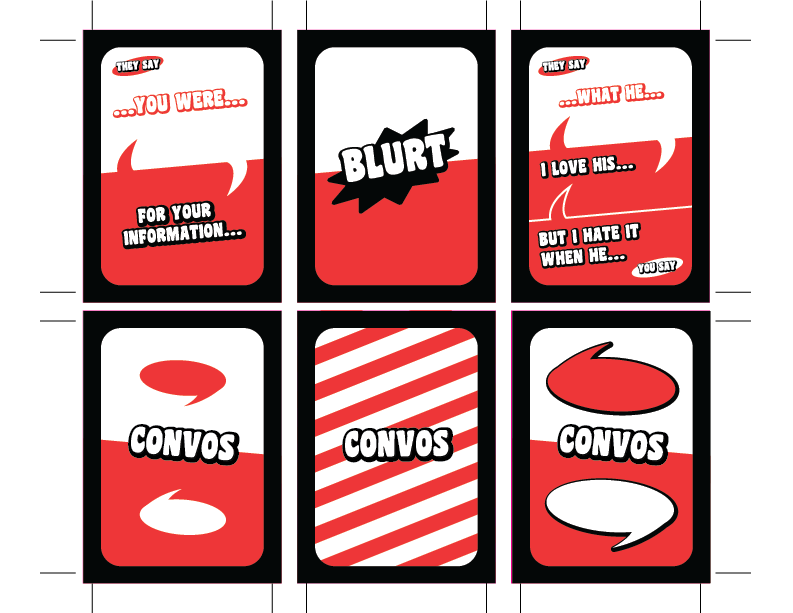 THEY SAY
...YOU WERE...
FOR YOUR
INFORMATION...
BLURT
THEY SAY
...WHAT HE...
I LOVE HIS...
BUT I HATE IT
WHEN HE...
YOU SAY
CONVOS
CONVOS
CONVOS